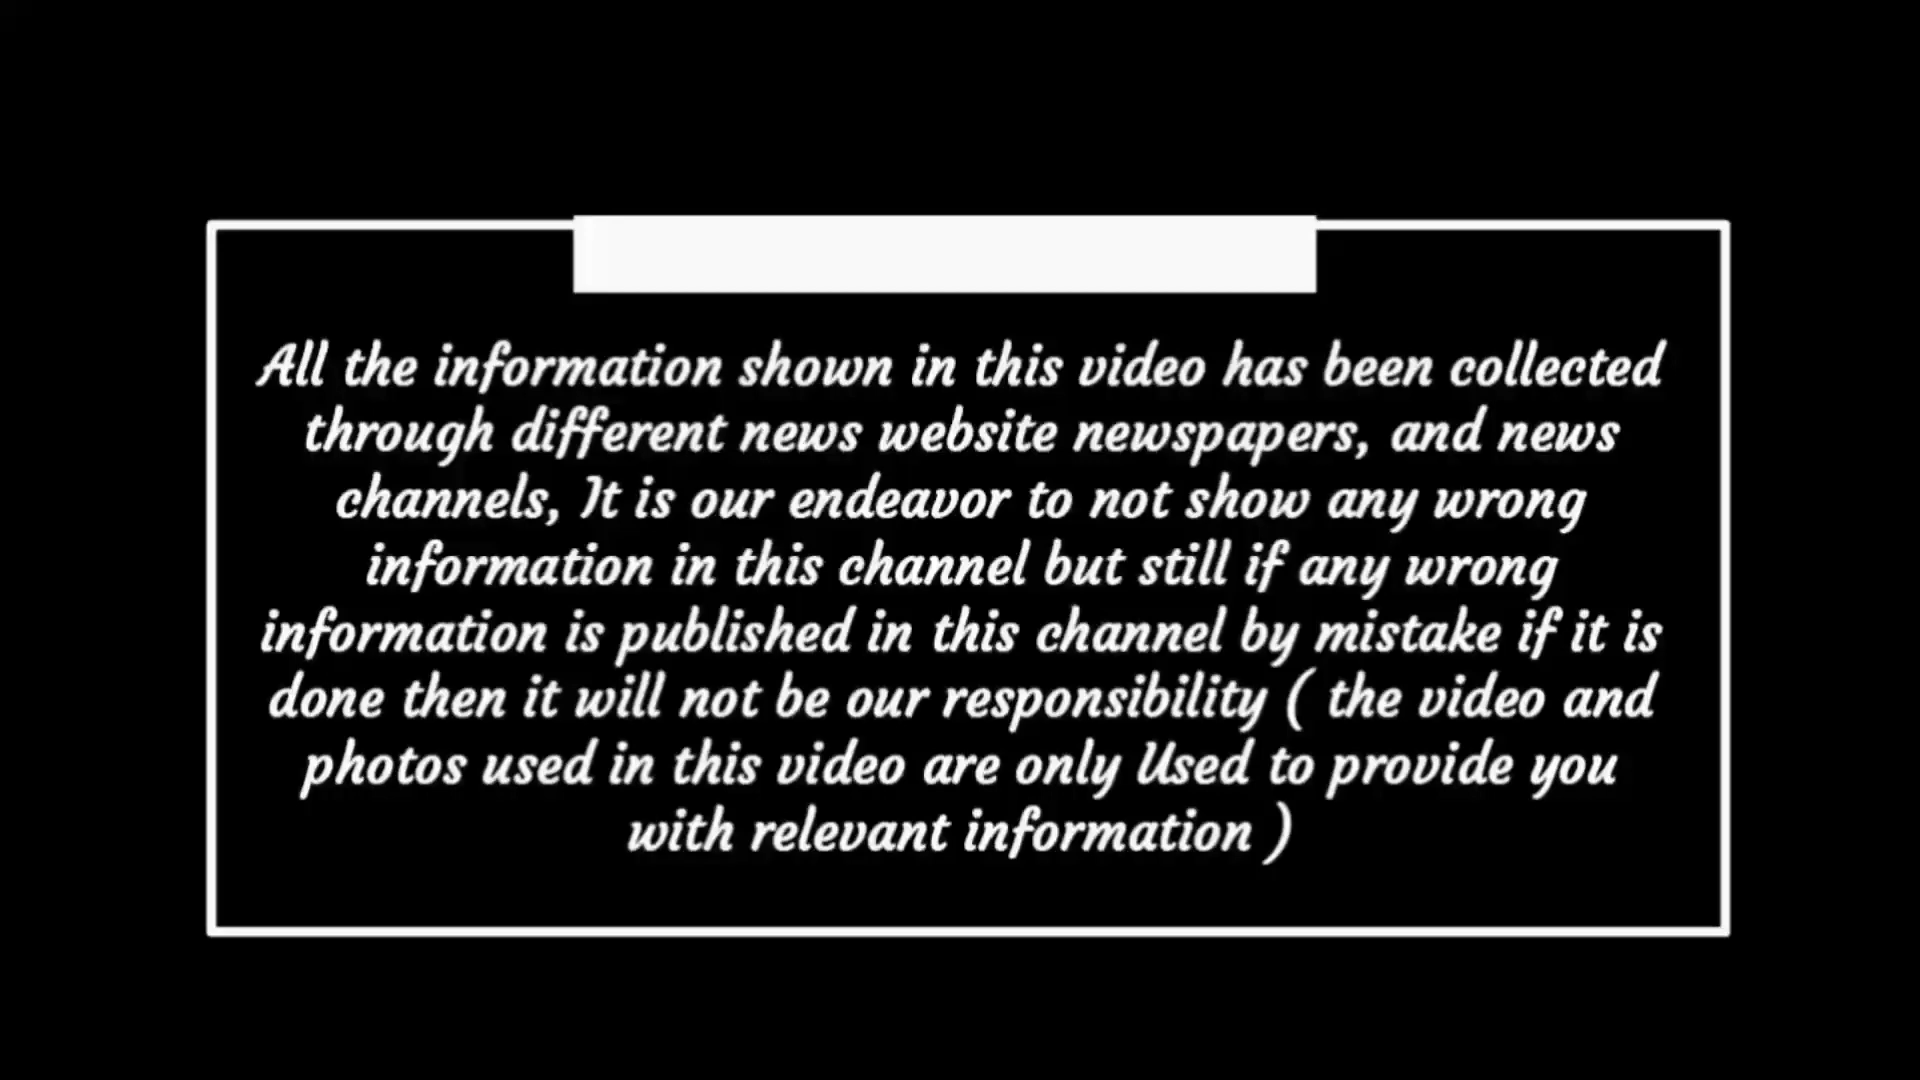 All the information shown in this video has been collected
through different news website newspapers, and news
channels, It is our endeavor to not show any wrong
information in this channel but still if any wrong
information is published in this channel by mistake if it is
done then it will not be our responsibility ( the video and
photos used in this video are only Used to provide you
with relevant information )